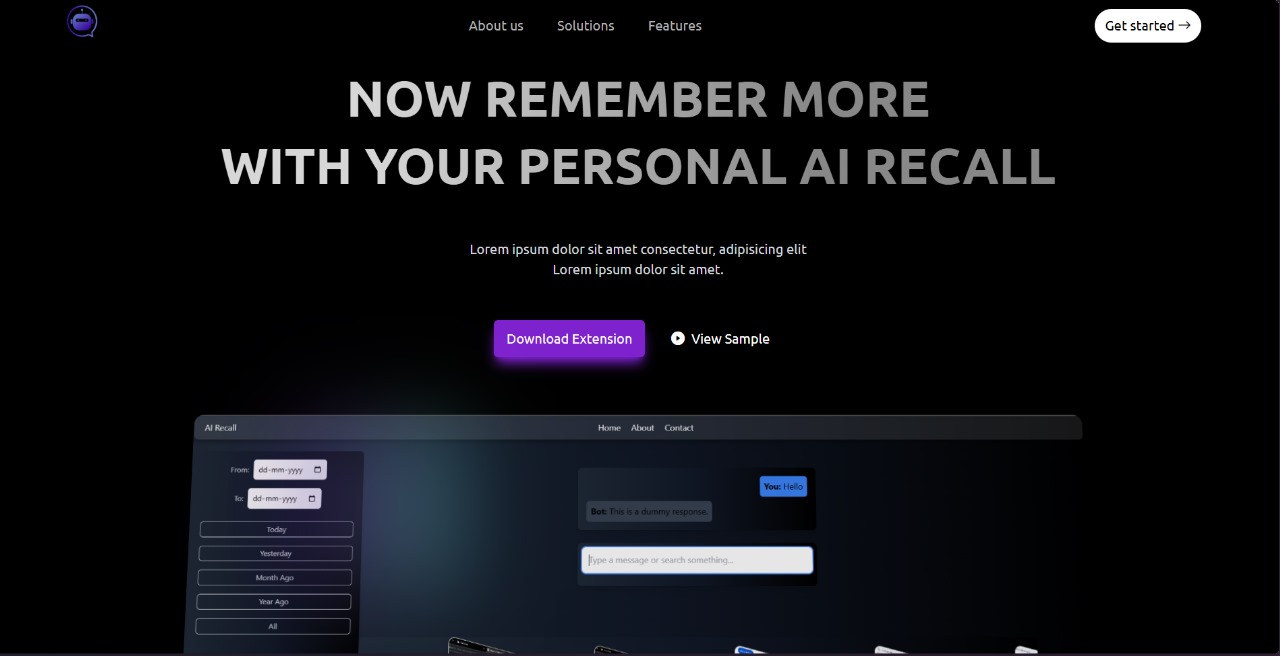 About us Solutions Features Get started →
NOW REMEMBER MORE
WITH YOUR PERSONAL AI RECALL
Lorem ipsum dolor sit amet consectetur, adipisicing elit
Lorem ipsum dolor sit amet.
Download Extension View Sample
AI Recall Home About Contact
From: dd-mm-yyyy
To: dd-mm-yyyy
Today
Yesterday
Month Ago
Year Ago
All
You: Hello
Bot: This is a dummy response.
Type a message or search something...